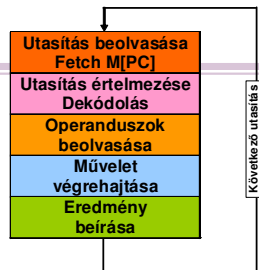 Utasítás beolvasása
Fetch M[PC]
Utasítás értelmezése
Dekódolás
Operanduszok
beolvasása
Művelet
végrehajtása
Eredmény
beírása
Következő utasítás